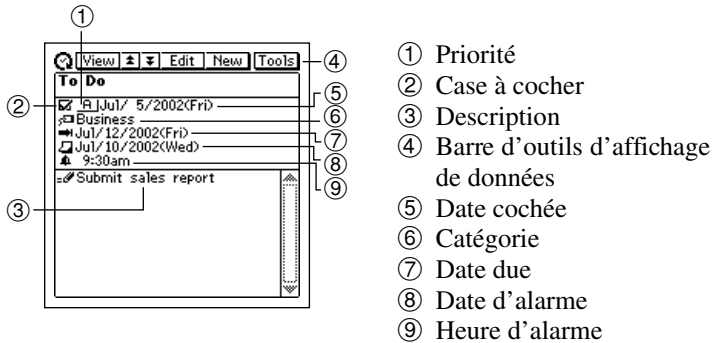 ①
View Edit New Tools
To Do
A Jul/ 5/2002(Fri)
Business
Jul/12/2002(Fri)
Jul/10/2002(Wed)
9:30am
Submit sales report
②
③
④
⑤
⑥
⑦
⑧
⑨
① Priorité
② Case à cocher
③ Description
④ Barre d'outils d'affichage
de données
⑤ Date cochée
⑥ Catégorie
⑦ Date due
⑧ Date d'alarme
⑨ Heure d'alarme